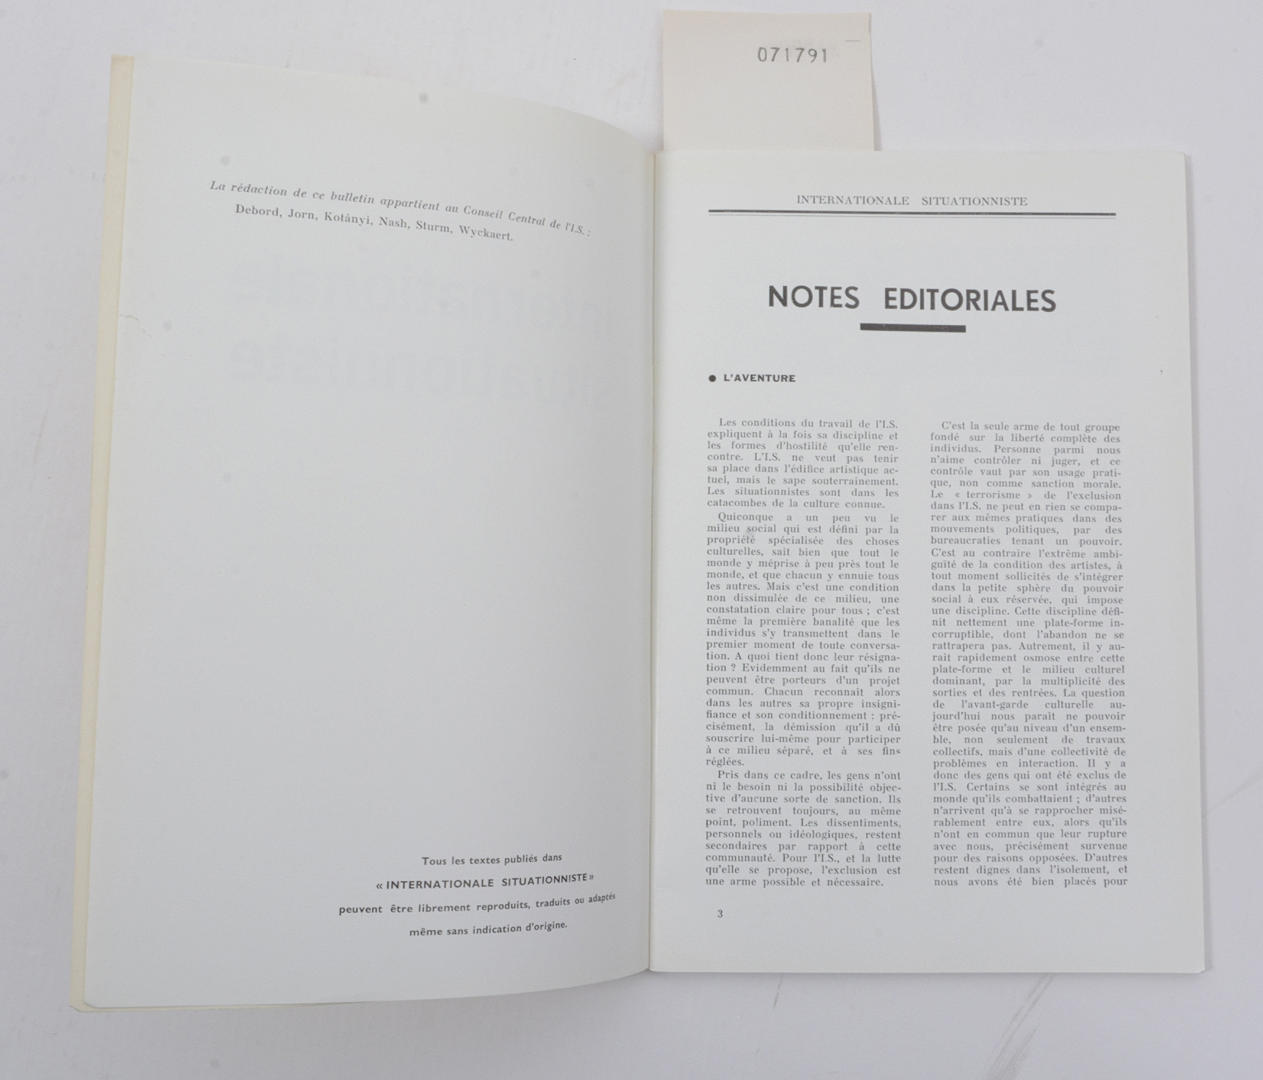 071791
La rédaction de ce bulletin appartient au Conseil Central de l'I.S. :
Debord, Jorn, Kotányi, Nash, Sturm, Wyckaert.
Tous les textes publiés dans
« INTERNATIONALE SITUATIONNISTE »
peuvent être librement reproduits, traduits ou adaptés
même sans indication d'origine.
INTERNATIONALE SITUATIONNISTE
NOTES EDITORIALES
● L'AVENTURE
Les conditions du travail de l'I.S.
expliquent à la fois sa discipline et
les formes d'hostilité qu'elle ren-
contre. L'I.S. ne veut pas tenir
sa place dans l'édifice artistique ac-
tuel, mais le sape souterrainement.
Les situationnistes sont dans les
catacombes de la culture connue.
Quiconque a un peu vu le
milieu social qui est défini par la
propriété spécialisée des choses
culturelles, sait bien que tout le
monde y méprise à peu près tout le
monde, et que chacun y ennuie tous
les autres. Mais c'est une condition
non dissimulée de ce milieu, une
constatation claire pour tous ; c'est
même la première banalité que les
individus s'y transmettent dans le
premier moment de toute conversa-
tion. A quoi tient donc leur résigna-
tion ? Evidemment au fait qu'ils ne
peuvent être porteurs d'un projet
commun. Chacun reconnait alors
dans les autres sa propre insigni-
fiance et son conditionnement : pré-
cisément, la démission qu'il a dû
souscrire lui-même pour participer
à ce milieu séparé, et à ses fins
réglées.
Pris dans ce cadre, les gens n'ont
ni le besoin ni la possibilité objec-
tive d'aucune sorte de sanction. Ils
se retrouvent toujours, au même
point, poliment. Les dissentiments,
personnels ou idéologiques, restent
secondaires par rapport à cette
communauté. Pour l'I.S., et la lutte
qu'elle se propose, l'exclusion est
une arme possible et nécessaire.
C'est la seule arme de tout groupe
fondé sur la liberté complète des
individus. Personne parmi nous
n'aime contrôler ni juger, et ce
contrôle vaut par son usage prati-
que, non comme sanction morale.
Le « terrorisme » de l'exclusion
dans l'I.S. ne peut en rien se compa-
rer aux mêmes pratiques dans des
mouvements politiques, par des
bureaucraties tenant un pouvoir.
C'est au contraire l'extrême ambi-
guïté de la condition des artistes, à
tout moment sollicités de s'intégrer
dans la petite sphère du pouvoir
social à eux réservée, qui impose
une discipline. Cette discipline défi-
nit nettement une plate-forme in-
corruptible, dont l'abandon ne se
rattrapera pas. Autrement, il y au-
rait rapidement osmose entre cette
plate-forme et le milieu culturel
dominant, par la multiplicité des
sorties et des rentrées. La question
de l'avant-garde culturelle au-
jourd'hui nous parait ne pouvoir
être posée qu'au niveau d'un ensem-
ble, non seulement de travaux
collectifs, mais d'une collectivité de
problèmes en interaction. Il y a
donc des gens qui ont été exclus de
l'I.S. Certains se sont intégrés au
monde qu'ils combattaient ; d'autres
n'arrivent qu'à se rapprocher misé-
rablement entre eux, alors qu'ils
n'ont en commun que leur rupture
avec nous, précisément survenue
pour des raisons opposées. D'autres
restent dignes dans l'isolement, et
nous avons été bien placés pour
3